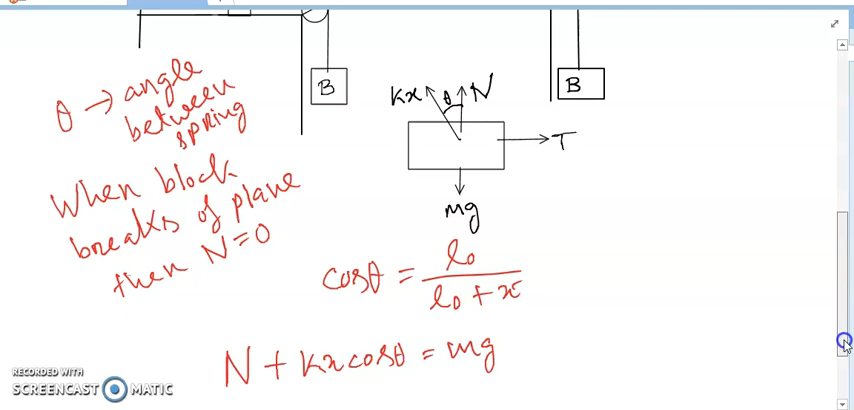 B
B
θ → angle
between
spring
When block
breaks of plane
then N=0
Kx
θ
N
T
mg
cosθ = l₀ / l₀ + x
N + Kx cosθ = mg
RECORDED WITH
SCREENCAST MATIC